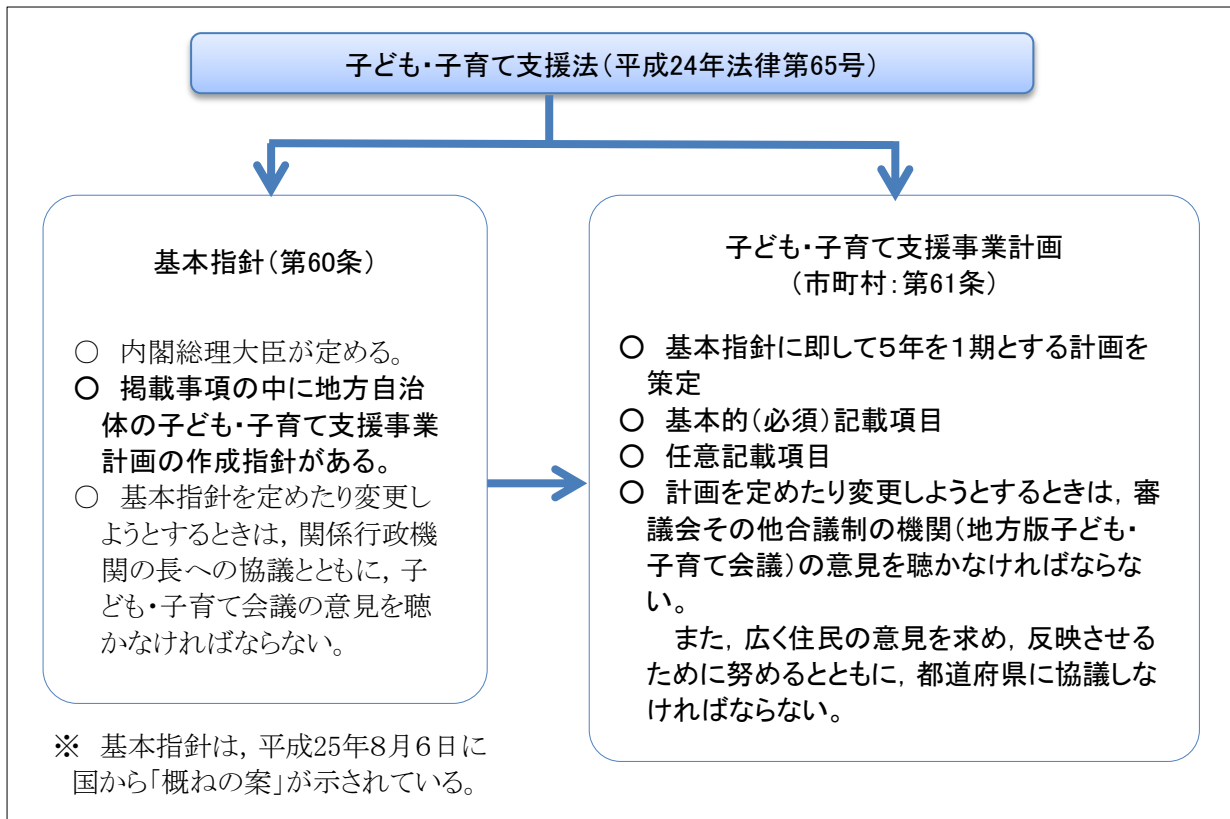 子ども・子育て支援法(平成24年法律第65号)
基本指針(第60条)
○ 内閣総理大臣が定める。
○ 掲載事項の中に地方自治
体の子ども・子育て支援事業
計画の作成指針がある。
○ 基本指針を定めたり変更し
ようとするときは, 関係行政機
関の長への協議とともに, 子
ども・子育て会議の意見を聴
かなければならない。
※ 基本指針は, 平成25年8月6日に
国から「概ねの案」が示されている。
子ども・子育て支援事業計画
(市町村:第61条)
○ 基本指針に即して5年を1期とする計画を
策定
○ 基本的(必須)記載項目
○ 任意記載項目
○ 計画を定めたり変更しようとするときは, 審
議会その他合議制の機関(地方版子ども・
子育て会議)の意見を聴かなければならな
い。
また, 広く住民の意見を求め, 反映させる
ために努めるとともに, 都道府県に協議しな
ければならない。